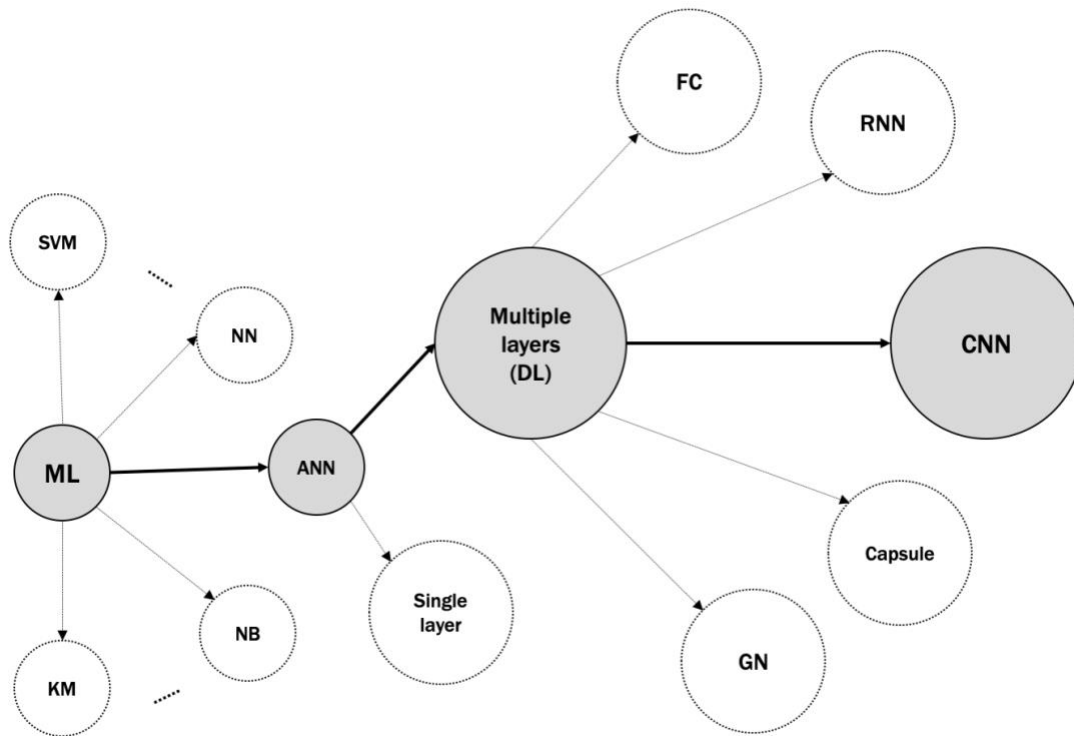 FC
RNN
SVM
NN
Multiple
layers
(DL)
CNN
ML
ANN
Capsule
Single
layer
NB
GN
KM